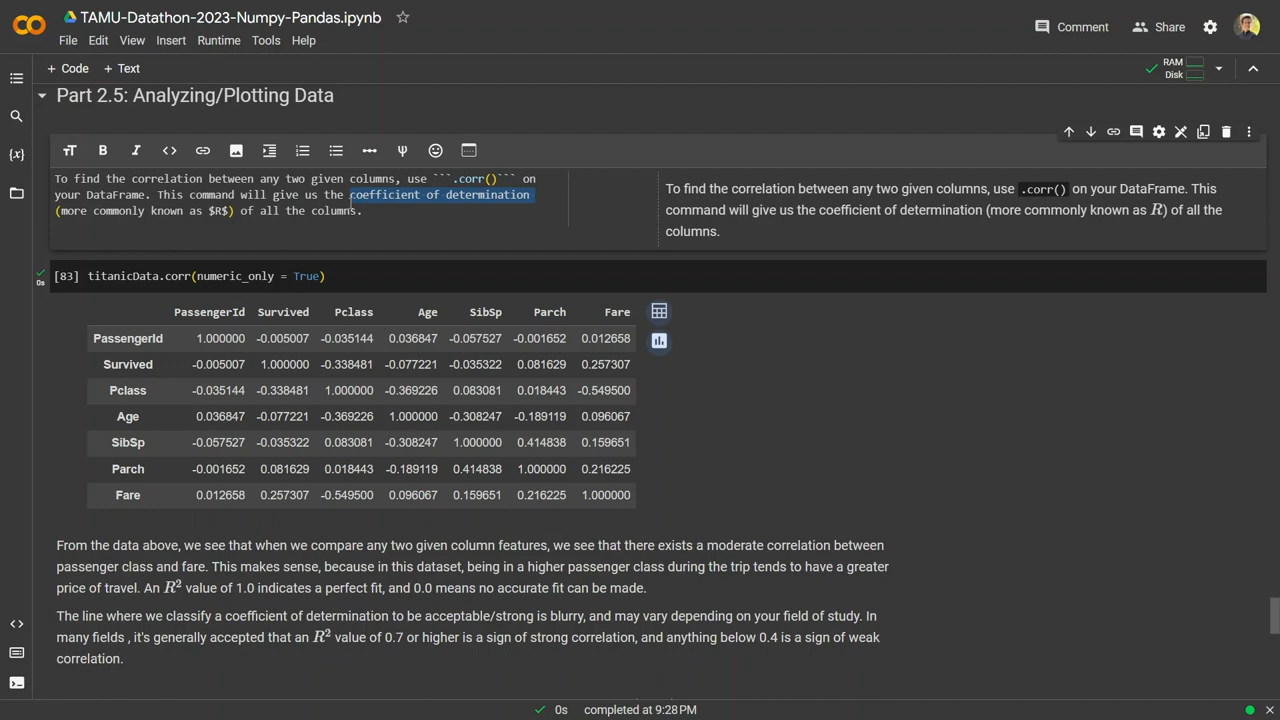 TAMU-Datathon-2023-Numpy-Pandas.ipynb
File Edit View Insert Runtime Tools Help
Comment Share
+ Code + Text
RAM
Disk
Part 2.5: Analyzing/Plotting Data
To find the correlation between any two given columns, use ```.corr()``` on
your DataFrame. This command will give us the coefficient of determination
(more commonly known as $R$) of all the columns.
To find the correlation between any two given columns, use .corr() on your DataFrame. This
command will give us the coefficient of determination (more commonly known as R) of all the
columns.
[83] titanicData.corr(numeric_only = True)
0s
PassengerId Survived Pclass Age SibSp Parch Fare
PassengerId 1.000000 -0.005007 -0.035144 0.036847 -0.057527 -0.001652 0.012658
Survived -0.005007 1.000000 -0.338481 -0.077221 -0.035322 0.081629 0.257307
Pclass -0.035144 -0.338481 1.000000 -0.369226 0.083081 0.018443 -0.549500
Age 0.036847 -0.077221 -0.369226 1.000000 -0.308247 -0.189119 0.096067
SibSp -0.057527 -0.035322 0.083081 -0.308247 1.000000 0.414838 0.159651
Parch -0.001652 0.081629 0.018443 -0.189119 0.414838 1.000000 0.216225
Fare 0.012658 0.257307 -0.549500 0.096067 0.159651 0.216225 1.000000
From the data above, we see that when we compare any two given column features, we see that there exists a moderate correlation between
passenger class and fare. This makes sense, because in this dataset, being in a higher passenger class during the trip tends to have a greater
price of travel. An R² value of 1.0 indicates a perfect fit, and 0.0 means no accurate fit can be made.
The line where we classify a coefficient of determination to be acceptable/strong is blurry, and may vary depending on your field of study. In
many fields , it's generally accepted that an R² value of 0.7 or higher is a sign of strong correlation, and anything below 0.4 is a sign of weak
correlation.
0s completed at 9:28 PM